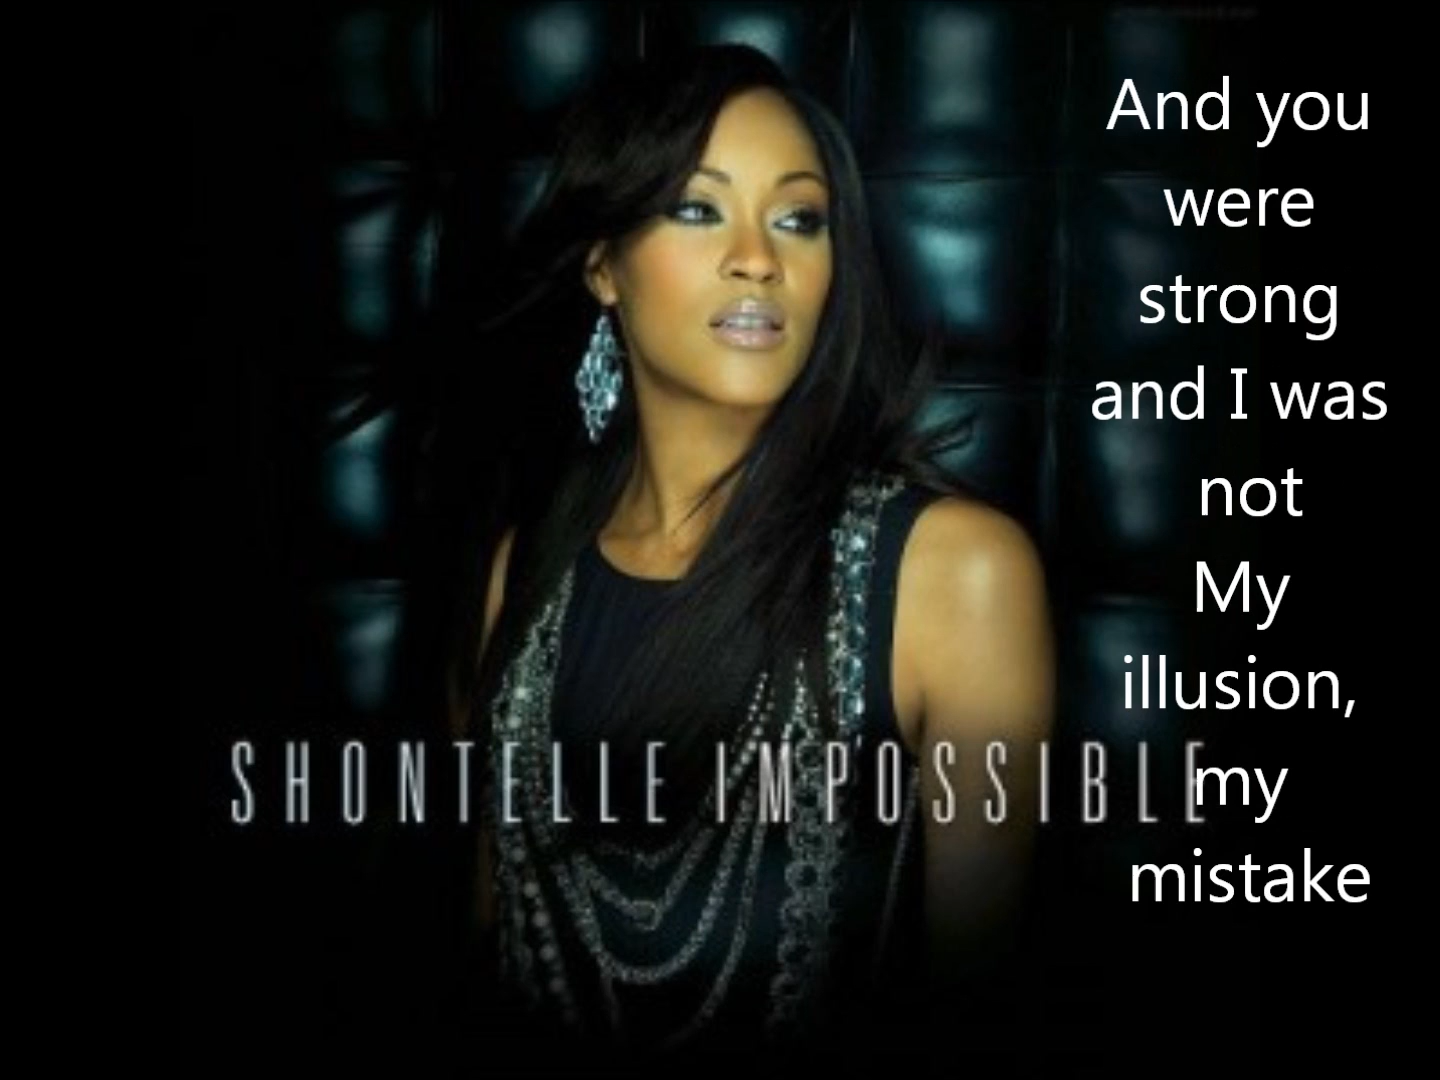 And you
were
strong
and I was
not
My
illusion,
my
mistake
SHONTELLE IMPOSSIBLE